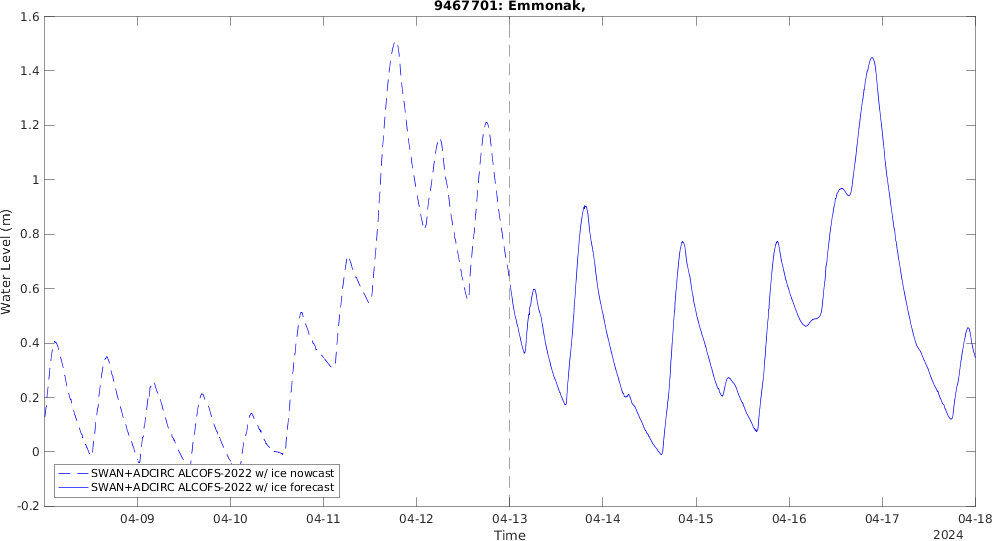 9467701: Emmonak,
1.6
1.4
1.2
1
0.8
0.6
0.4
0.2
0
-0.2
Water Level (m)
SWAN+ADCIRC ALCOFS-2022 w/ ice nowcast
SWAN+ADCIRC ALCOFS-2022 w/ ice forecast
04-09 04-10 04-11 04-12 04-13 04-14 04-15 04-16 04-17 04-18
Time
2024